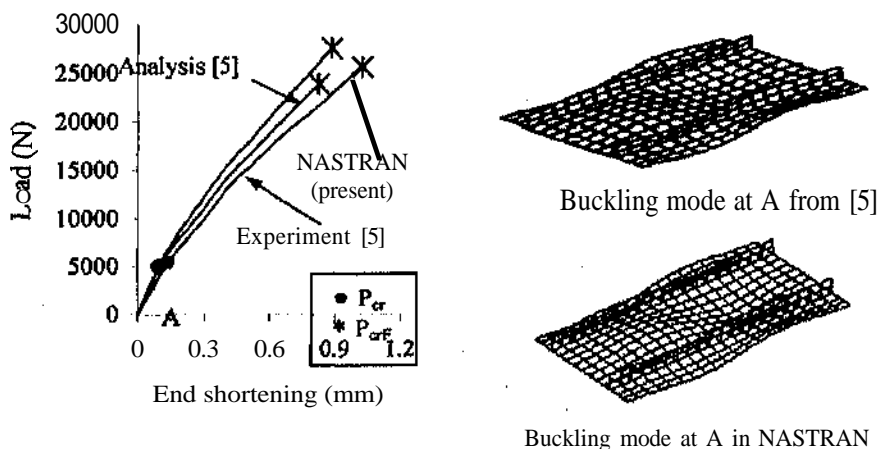 30000
25000
20000
15000
10000
5000
0
Load (N)
Analysis [5]
NASTRAN
(present)
Experiment [5]
A
P_cr
P_crF
0 0.3 0.6 0.9 1.2
End shortening (mm)
Buckling mode at A from [5]
Buckling mode at A in NASTRAN